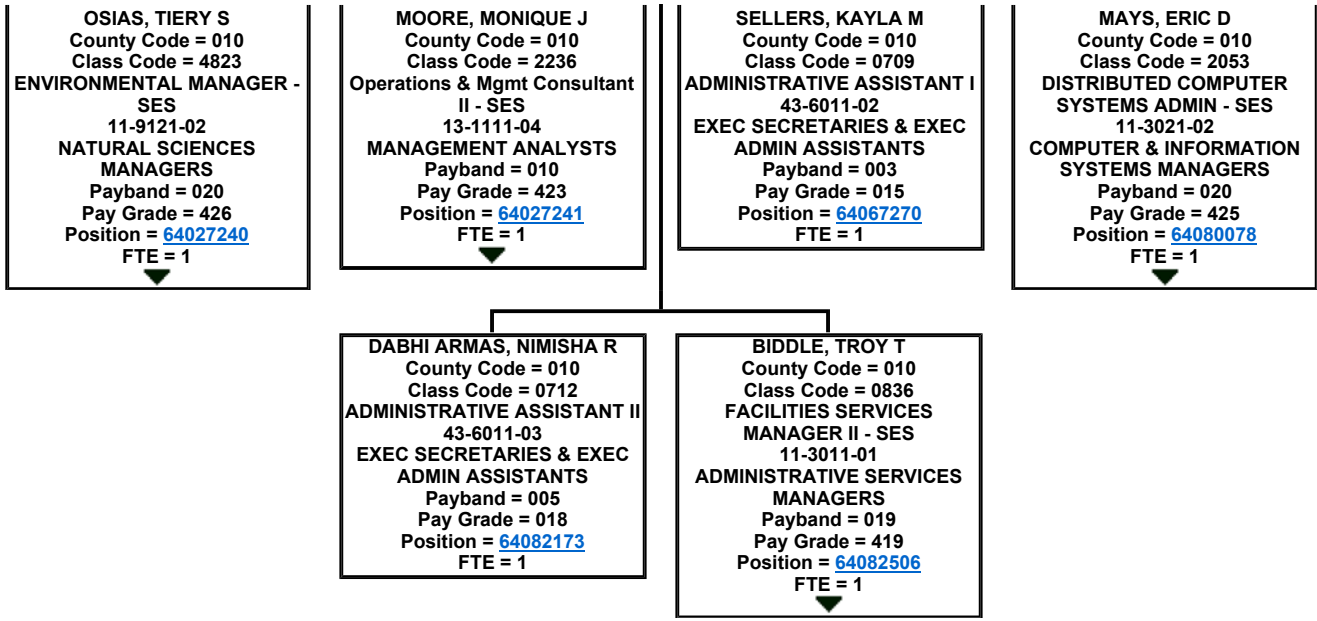 OSIAS, TIERY S
County Code = 010
Class Code = 4823
ENVIRONMENTAL MANAGER -
SES
11-9121-02
NATURAL SCIENCES
MANAGERS
Payband = 020
Pay Grade = 426
Position = 64027240
FTE = 1
MOORE, MONIQUE J
County Code = 010
Class Code = 2236
Operations & Mgmt Consultant
II - SES
13-1111-04
MANAGEMENT ANALYSTS
Payband = 010
Pay Grade = 423
Position = 64027241
FTE = 1
SELLERS, KAYLA M
County Code = 010
Class Code = 0709
ADMINISTRATIVE ASSISTANT I
43-6011-02
EXEC SECRETARIES & EXEC
ADMIN ASSISTANTS
Payband = 003
Pay Grade = 015
Position = 64067270
FTE = 1
MAYS, ERIC D
County Code = 010
Class Code = 2053
DISTRIBUTED COMPUTER
SYSTEMS ADMIN - SES
11-3021-02
COMPUTER & INFORMATION
SYSTEMS MANAGERS
Payband = 020
Pay Grade = 425
Position = 64080078
FTE = 1
DABHI ARMAS, NIMISHA R
County Code = 010
Class Code = 0712
ADMINISTRATIVE ASSISTANT II
43-6011-03
EXEC SECRETARIES & EXEC
ADMIN ASSISTANTS
Payband = 005
Pay Grade = 018
Position = 64082173
FTE = 1
BIDDLE, TROY T
County Code = 010
Class Code = 0836
FACILITIES SERVICES
MANAGER II - SES
11-3011-01
ADMINISTRATIVE SERVICES
MANAGERS
Payband = 019
Pay Grade = 419
Position = 64082506
FTE = 1